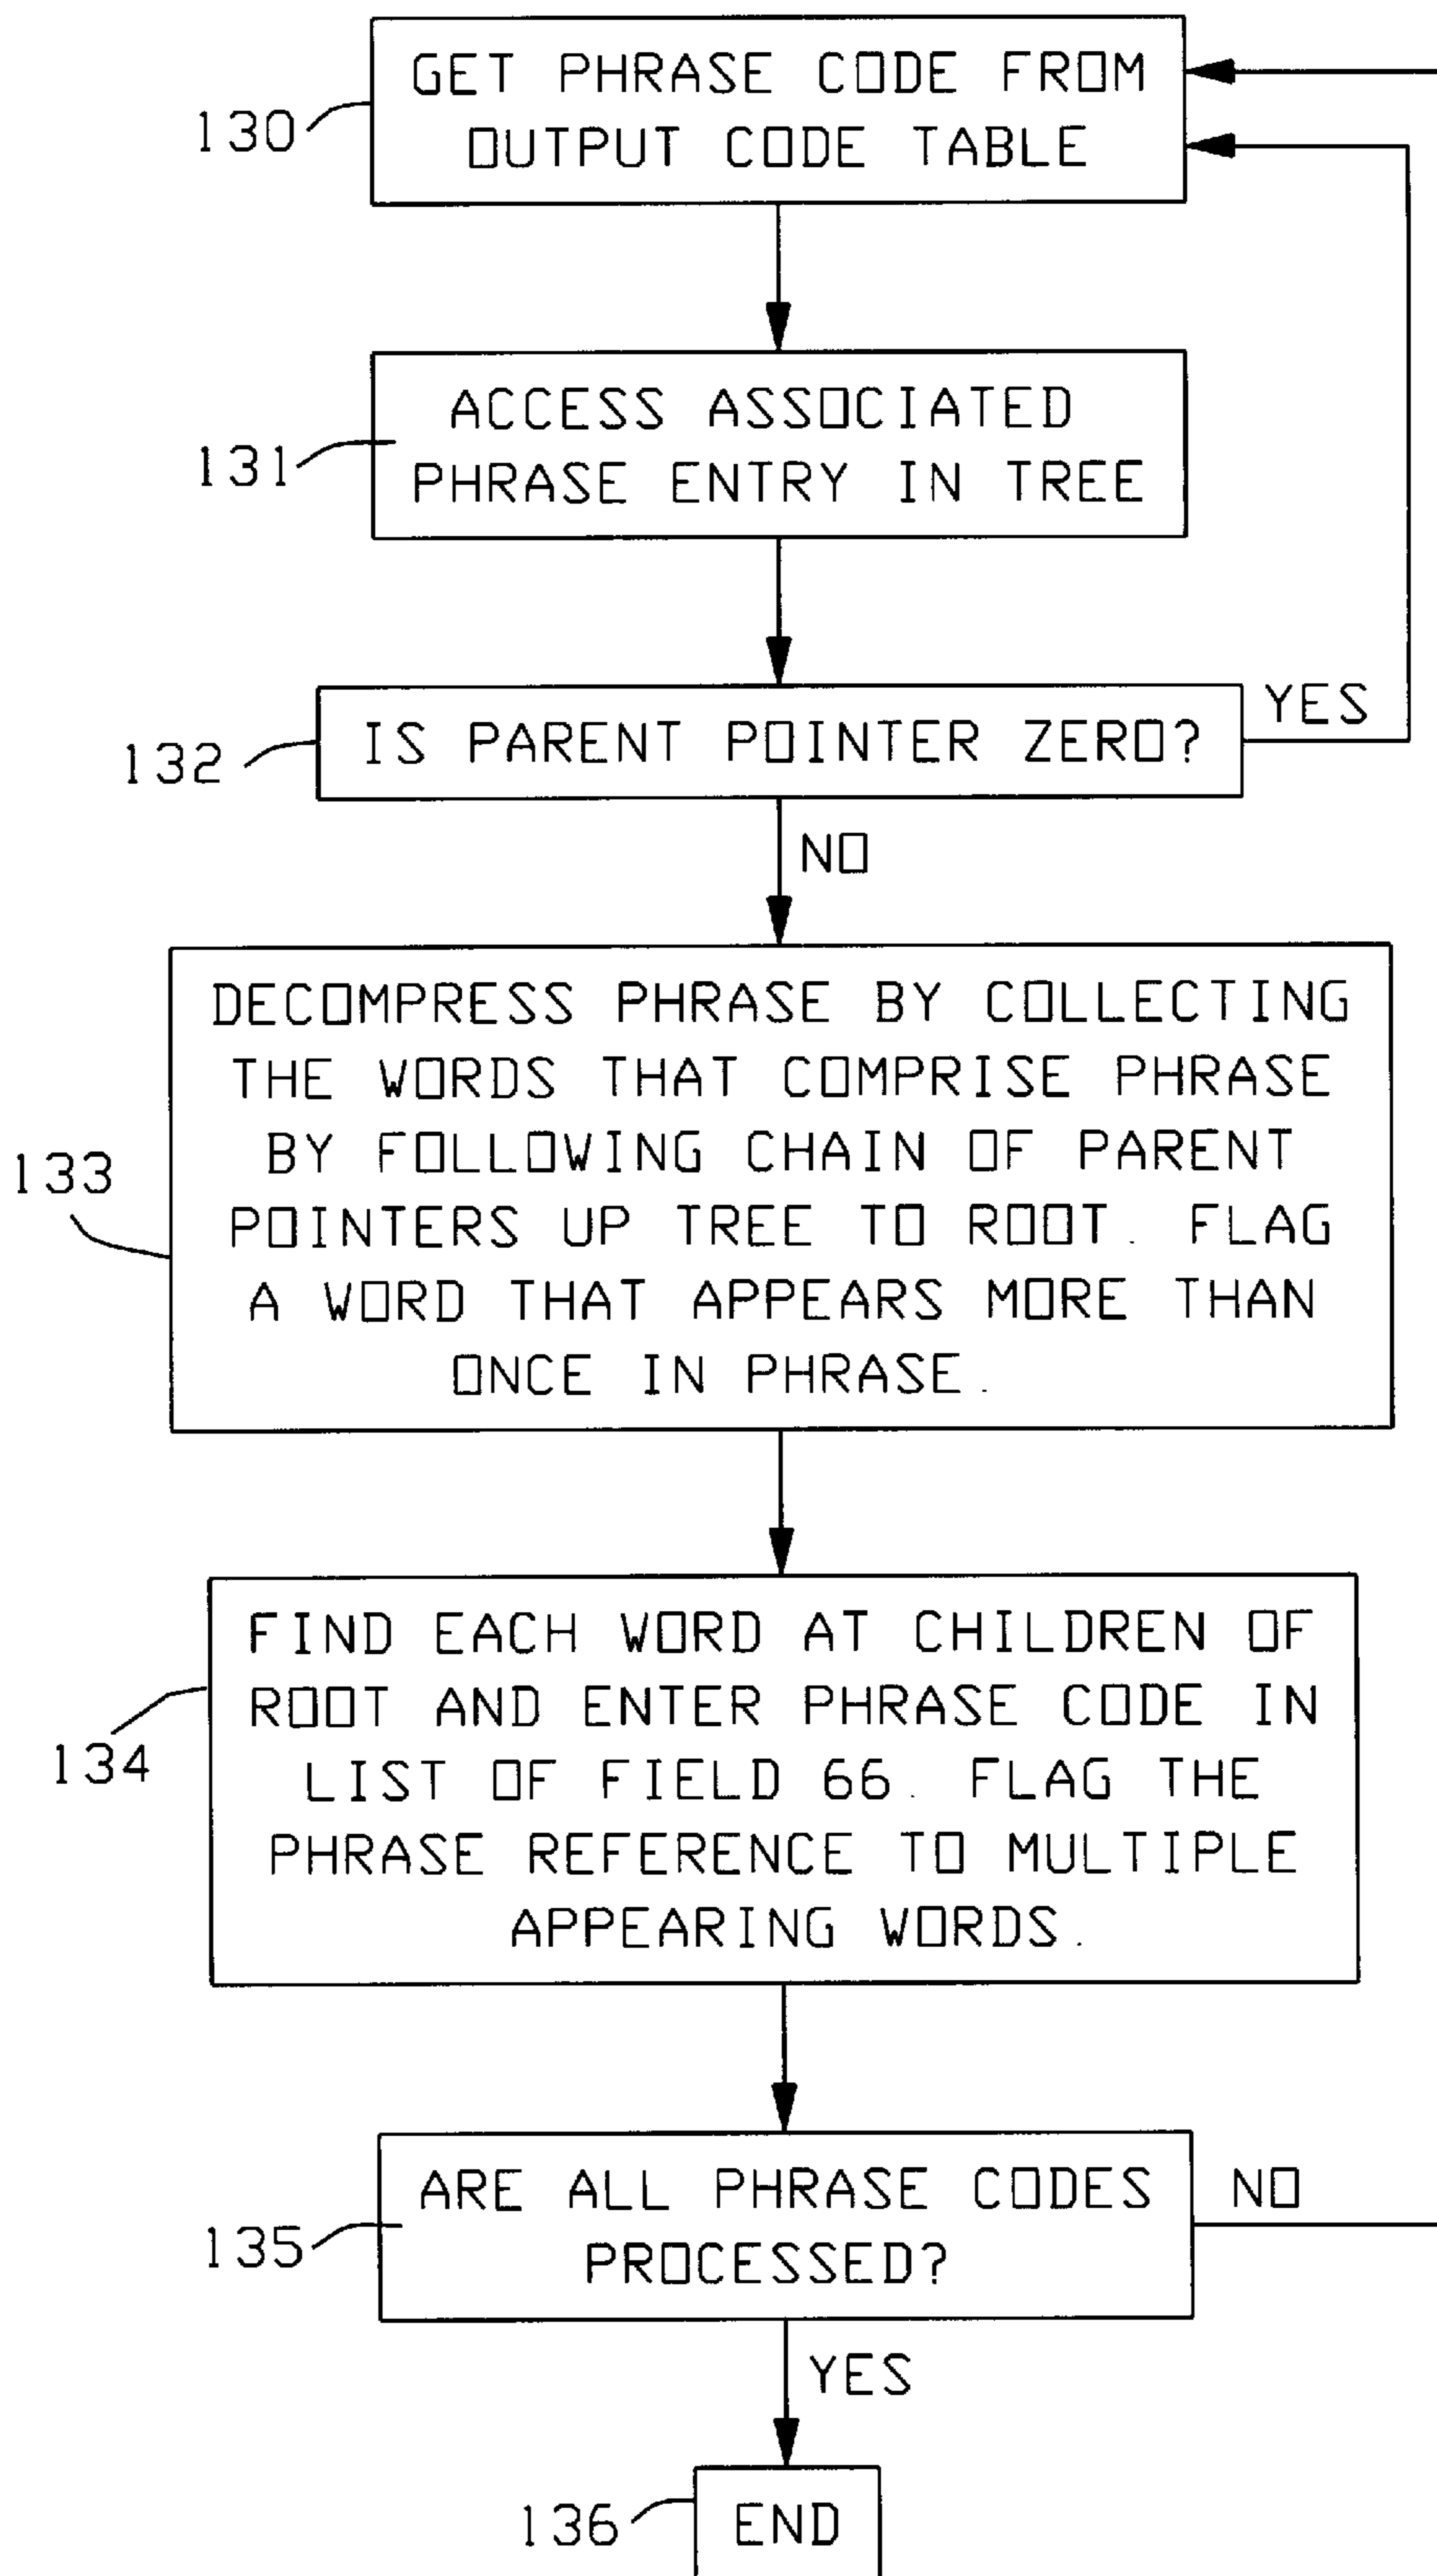 GET PHRASE CODE FROM
OUTPUT CODE TABLE
130
ACCESS ASSOCIATED
PHRASE ENTRY IN TREE
131
IS PARENT POINTER ZERO?
YES
132
NO
DECOMPRESS PHRASE BY COLLECTING
THE WORDS THAT COMPRISE PHRASE
BY FOLLOWING CHAIN OF PARENT
POINTERS UP TREE TO ROOT. FLAG
A WORD THAT APPEARS MORE THAN
ONCE IN PHRASE.
133
FIND EACH WORD AT CHILDREN OF
ROOT AND ENTER PHRASE CODE IN
LIST OF FIELD 66. FLAG THE
PHRASE REFERENCE TO MULTIPLE
APPEARING WORDS.
134
ARE ALL PHRASE CODES
PROCESSED?
NO
135
YES
136
END